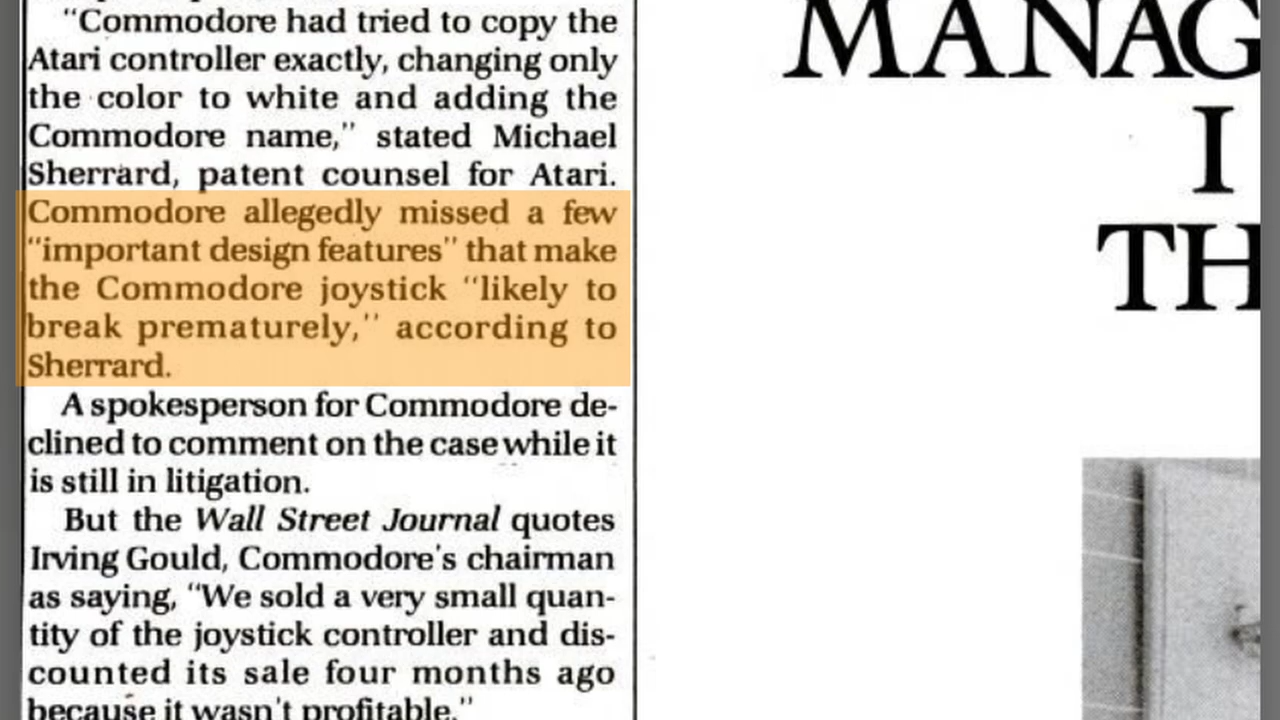 "Commodore had tried to copy the
Atari controller exactly, changing only
the color to white and adding the
Commodore name," stated Michael
Sherrard, patent counsel for Atari.
Commodore allegedly missed a few
"important design features" that make
the Commodore joystick "likely to
break prematurely," according to
Sherrard.
A spokesperson for Commodore de-
clined to comment on the case while it
is still in litigation.
But the Wall Street Journal quotes
Irving Gould, Commodore's chairman
as saying, "We sold a very small quan-
tity of the joystick controller and dis-
counted its sale four months ago
because it wasn't profitable."
MANAG
I
TH